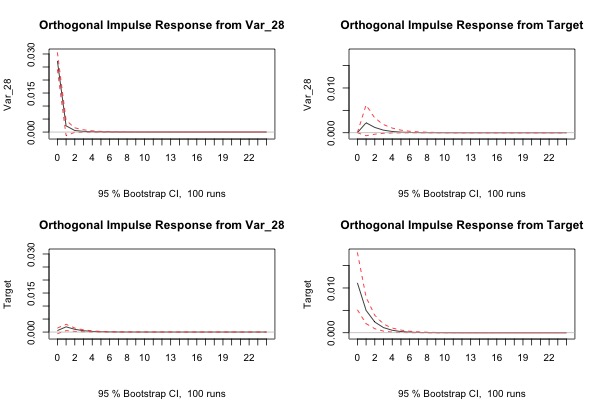 Orthogonal Impulse Response from Var_28
Var_28
0.000 0.015 0.030
0 2 4 6 8 10 13 16 19 22
95 % Bootstrap CI, 100 runs
Orthogonal Impulse Response from Target
Var_28
0.000 0.010
0 2 4 6 8 10 13 16 19 22
95 % Bootstrap CI, 100 runs
Orthogonal Impulse Response from Var_28
Target
0.000 0.015 0.030
0 2 4 6 8 10 13 16 19 22
95 % Bootstrap CI, 100 runs
Orthogonal Impulse Response from Target
Target
0.000 0.010
0 2 4 6 8 10 13 16 19 22
95 % Bootstrap CI, 100 runs